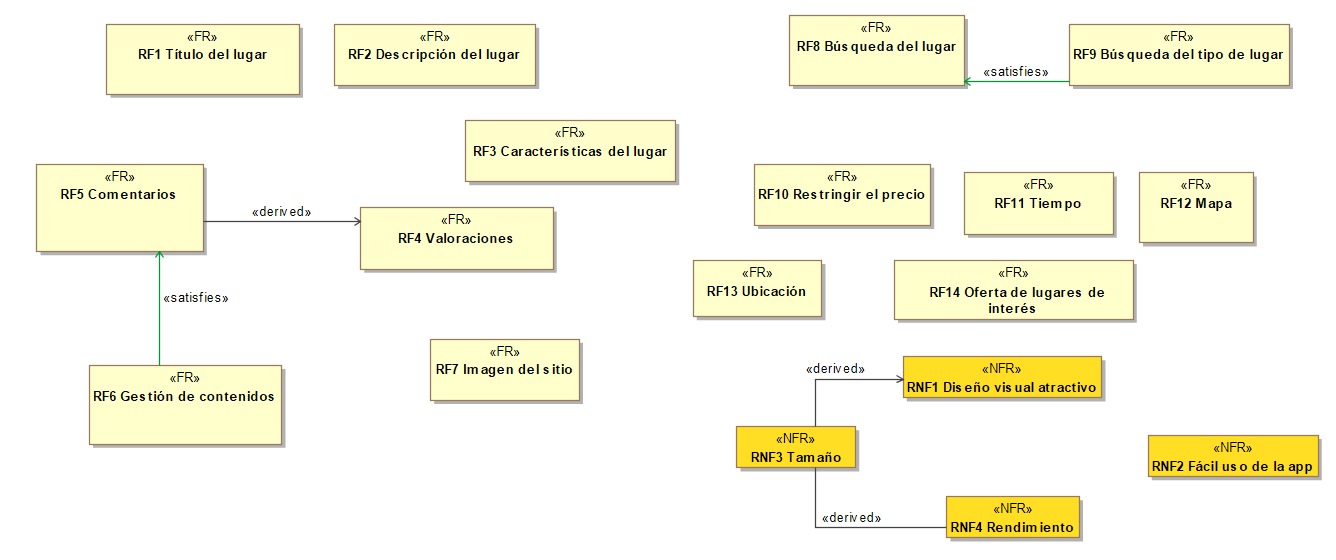 «FR»
RF1 Título del lugar
«FR»
RF2 Descripción del lugar
«FR»
RF8 Búsqueda del lugar
«FR»
RF9 Búsqueda del tipo de lugar
«satisfies»
«FR»
RF3 Características del lugar
«FR»
RF5 Comentarios
«derived»
«FR»
RF4 Valoraciones
«FR»
RF10 Restringir el precio
«FR»
RF11 Tiempo
«FR»
RF12 Mapa
«FR»
RF13 Ubicación
«FR»
RF14 Oferta de lugares de
interés
«satisfies»
«FR»
RF6 Gestión de contenidos
«FR»
RF7 Imagen del sitio
«derived»
«NFR»
RNF1 Diseño visual atractivo
«NFR»
RNF3 Tamaño
«NFR»
RNF2 Fácil uso de la app
«derived»
«NFR»
RNF4 Rendimiento